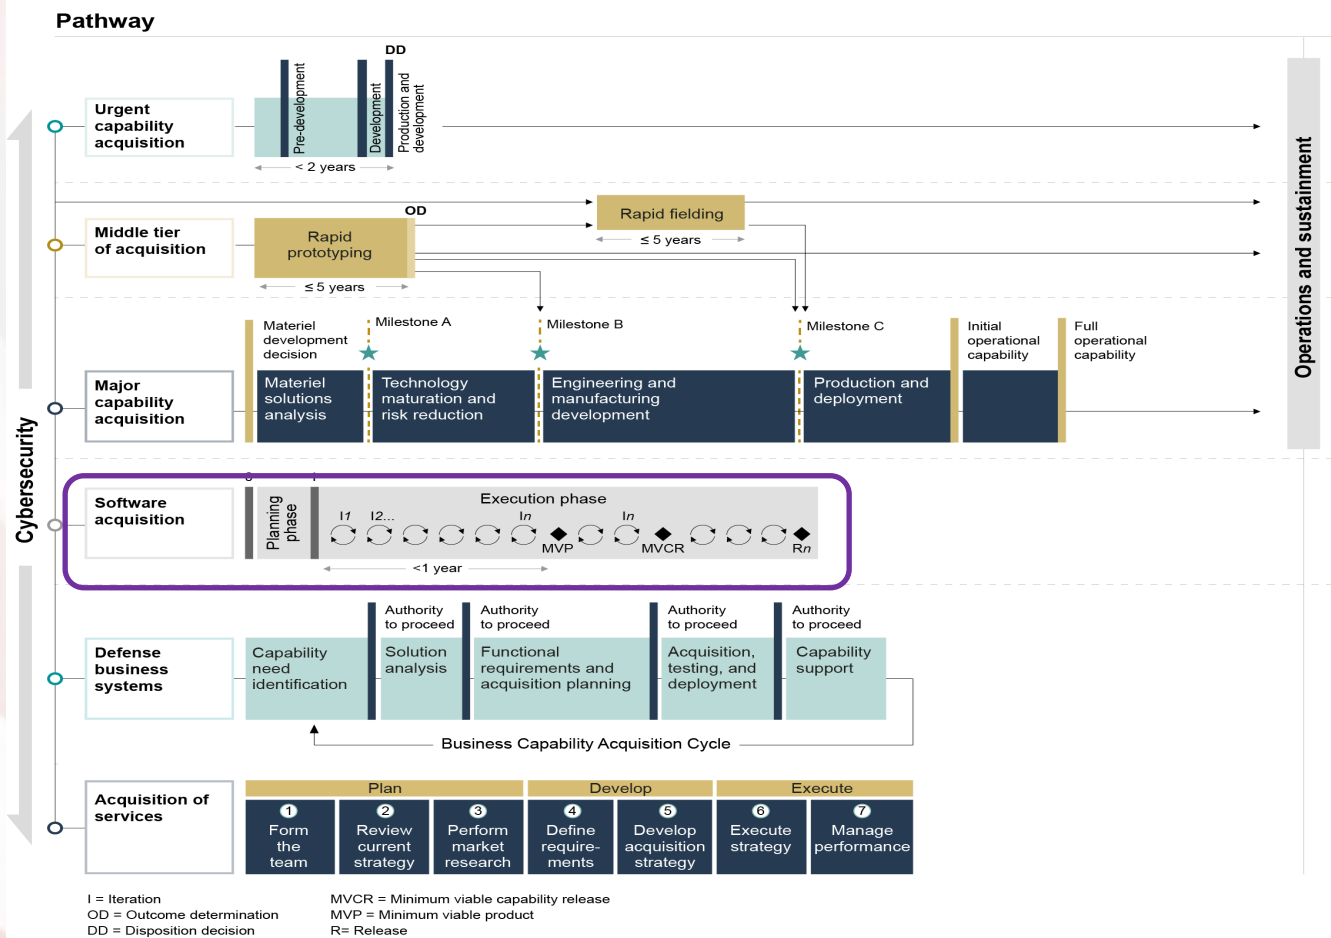 Pathway
DD
Urgent
capability
acquisition
Pre-development
Development
Production and
development
< 2 years
OD
Middle tier
of acquisition
Rapid
prototyping
≤ 5 years
Rapid fielding
≤ 5 years
Materiel
development
decision
Milestone A
Milestone B
Milestone C
Initial
operational
capability
Full
operational
capability
Major
capability
acquisition
Materiel
solutions
analysis
Technology
maturation and
risk reduction
Engineering and
manufacturing
development
Production and
deployment
Operations and sustainment
Cybersecurity
Software
acquisition
Planning
phase
Execution phase
I1
I2...
In
In
MVP
MVCR
Rn
<1 year
Defense
business
systems
Authority
to proceed
Authority
to proceed
Authority
to proceed
Authority
to proceed
Capability
need
identification
Solution
analysis
Functional
requirements and
acquisition planning
Acquisition,
testing, and
deployment
Capability
support
Business Capability Acquisition Cycle
Acquisition of
services
Plan
Develop
Execute
1
Form
the
team
2
Review
current
strategy
3
Perform
market
research
4
Define
require-
ments
5
Develop
acquisition
strategy
6
Execute
strategy
7
Manage
performance
I = Iteration
OD = Outcome determination
DD = Disposition decision
MVCR = Minimum viable capability release
MVP = Minimum viable product
R= Release